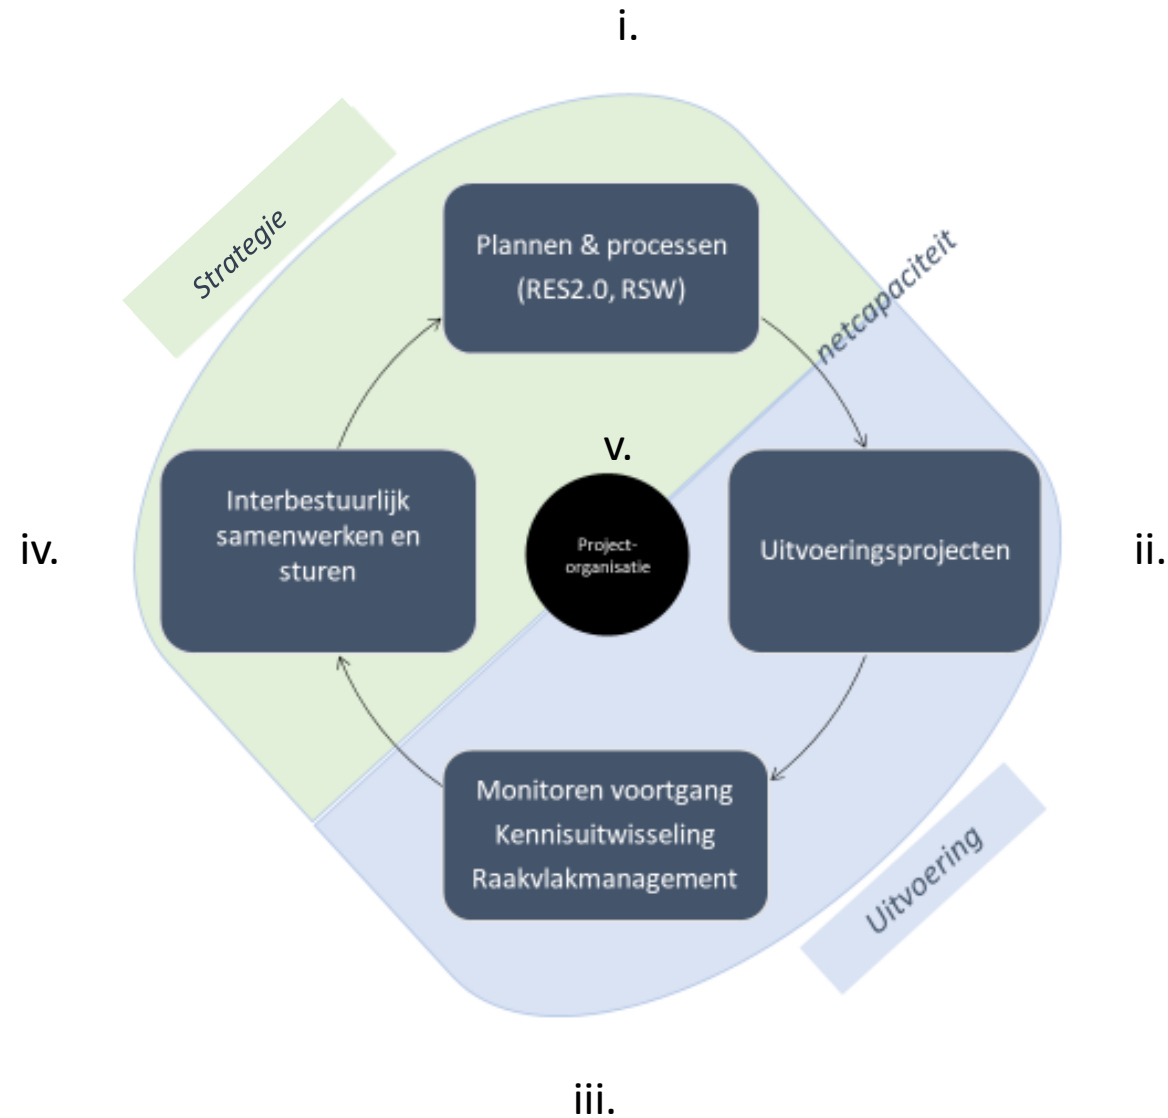 i.
Strategie
Plannen & processen
(RES2.0, RSW)
netcapaciteit
v.
iv.
Interbestuurlijk
samenwerken en
sturen
Project-
organisatie
Uitvoeringsprojecten
ii.
Monitoren voortgang
Kennisuitwisseling
Raakvlakmanagement
Uitvoering
iii.